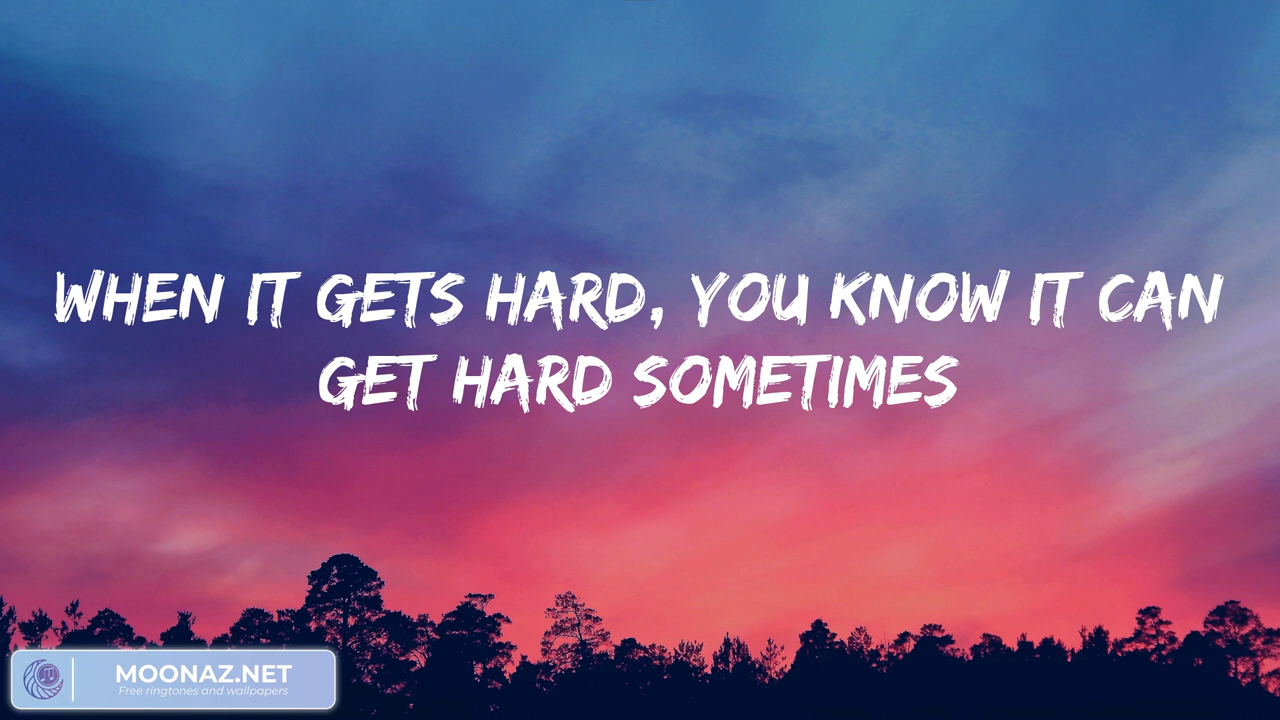 WHEN IT GETS HARD, YOU KNOW IT CAN
GET HARD SOMETIMES
MOONAZ.NET
Free ringtones and wallpapers